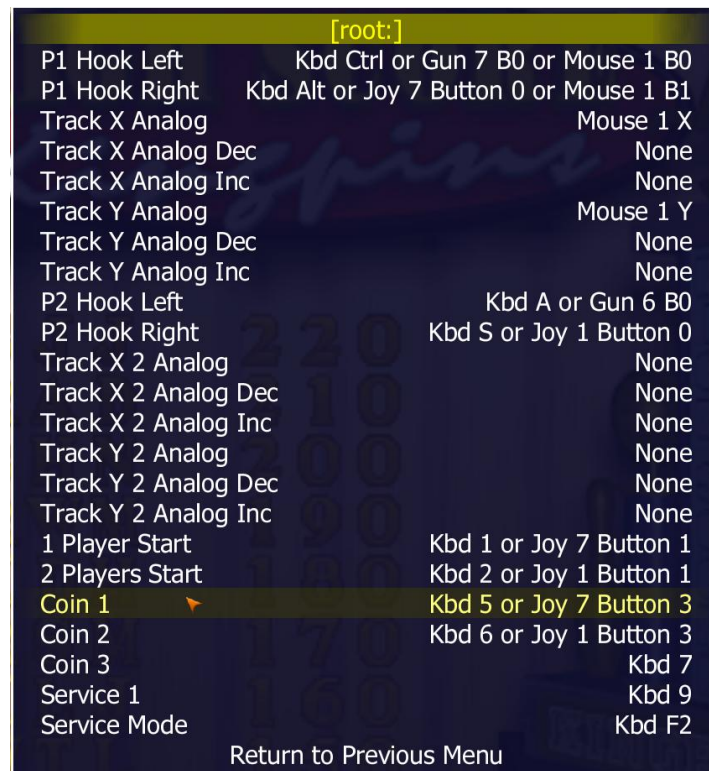 [root:]
P1 Hook Left Kbd Ctrl or Gun 7 B0 or Mouse 1 B0
P1 Hook Right Kbd Alt or Joy 7 Button 0 or Mouse 1 B1
Track X Analog Mouse 1 X
Track X Analog Dec None
Track X Analog Inc None
Track Y Analog Mouse 1 Y
Track Y Analog Dec None
Track Y Analog Inc None
P2 Hook Left Kbd A or Gun 6 B0
P2 Hook Right Kbd S or Joy 1 Button 0
Track X 2 Analog None
Track X 2 Analog Dec None
Track X 2 Analog Inc None
Track Y 2 Analog None
Track Y 2 Analog Dec None
Track Y 2 Analog Inc None
1 Player Start Kbd 1 or Joy 7 Button 1
2 Players Start Kbd 2 or Joy 1 Button 1
Coin 1 Kbd 5 or Joy 7 Button 3
Coin 2 Kbd 6 or Joy 1 Button 3
Coin 3 Kbd 7
Service 1 Kbd 9
Service Mode Kbd F2
Return to Previous Menu
220
210
200
190
180
170
160